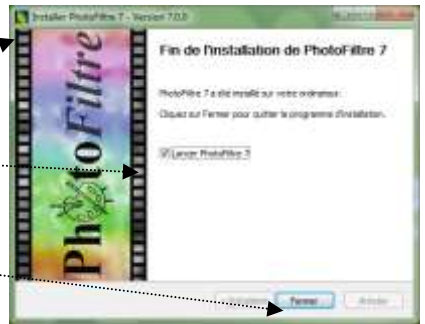 Installer PhotoFiltre 7 - Version 7.0.0
PhotoFiltre
Fin de l'installation de PhotoFiltre 7
PhotoFiltre 7 a été installé sur votre ordinateur.
Cliquez sur Fermer pour quitter le programme d'installation.
Lancer PhotoFiltre 7
Fermer